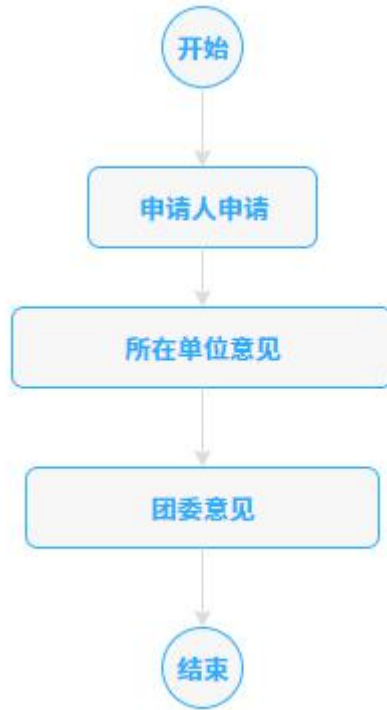 开始
申请人申请
所在单位意见
团委意见
结束